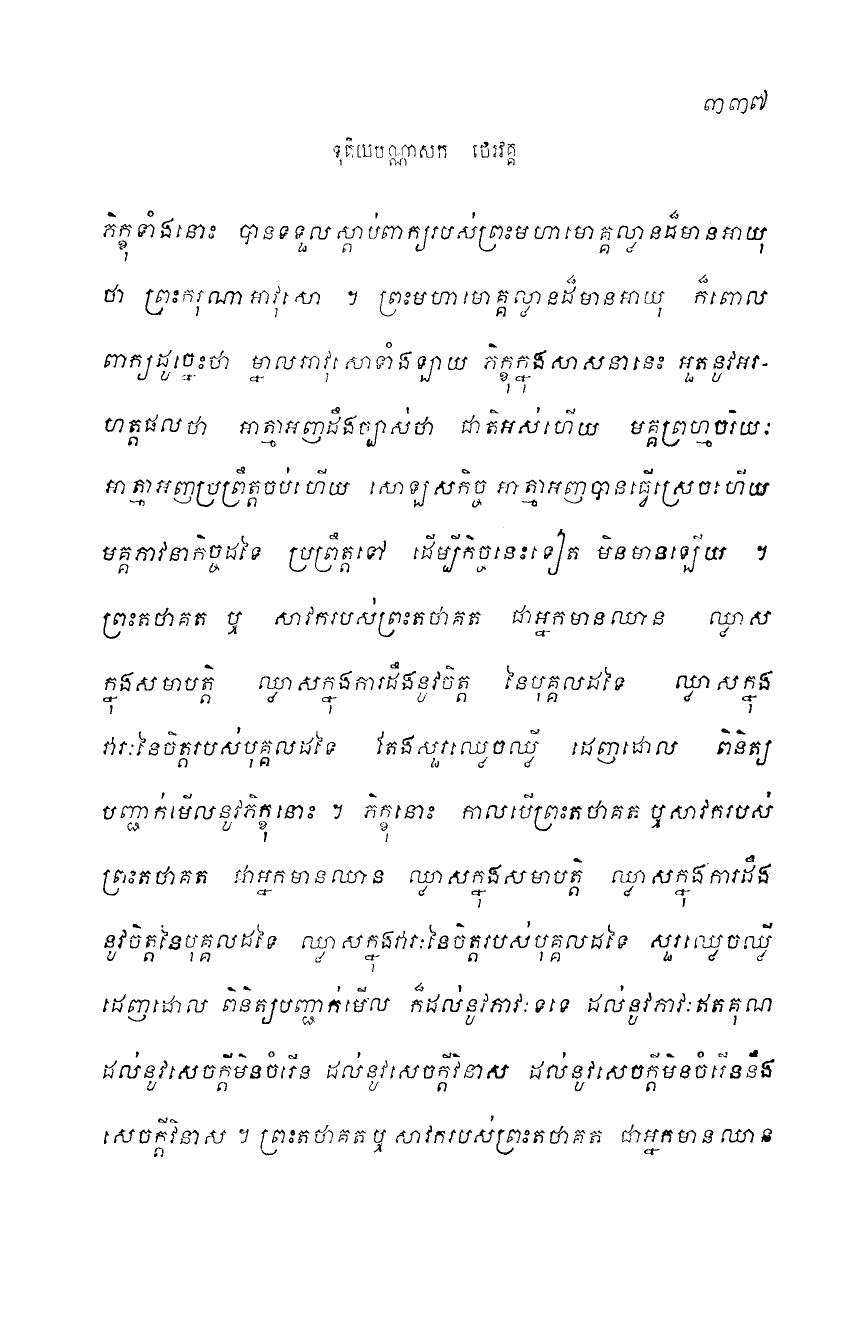 ៣៣៧
ទុតិយបណ្ណាសក ថេរវគ្គ
ភិក្ខុទាំងនោះ បានទទួលស្តាប់ពាក្យរបស់ព្រះមហាមោគ្គល្លានដ៏មានអាយុ
ថា ព្រះករុណាអាវុសោ ។ ព្រះមហាមោគ្គល្លានដ៏មានអាយុ ក៏ពោល
ពាក្យដូច្នេះថា ម្នាលអាវុសោទាំងឡាយ ភិក្ខុក្នុងសាសនានេះ អួតនូវអរ-
ហត្តផលថា អាត្មាអញដឹងច្បាស់ថា ជាតិអស់ហើយ មគ្គព្រហ្មចរិយៈ
អាត្មាអញប្រព្រឹត្តចប់ហើយ សោឡសកិច្ច អាត្មាអញបានធ្វើស្រេចហើយ
មគ្គភាវនាកិច្ចដទៃ ប្រព្រឹត្តទៅ ដើម្បីកិច្ចនេះទៀត មិនមានឡើយ ។
ព្រះតថាគត ឬ សាវករបស់ព្រះតថាគត ជាអ្នកមានឈាន ឈ្លាស
ក្នុងសមាបត្តិ ឈ្លាសក្នុងការដឹងនូវចិត្ត នៃបុគ្គលដទៃ ឈ្លាសក្នុង
វារៈនៃចិត្តរបស់បុគ្គលដទៃ តែងសួរឈ្លេចឈ្លី ដេញដោល ពិនិត្យ
បញ្ជាក់មើលនូវភិក្ខុនោះ ។ ភិក្ខុនោះ កាលបើព្រះតថាគត ឬសាវករបស់
ព្រះតថាគត ជាអ្នកមានឈាន ឈ្លាសក្នុងសមាបត្តិ ឈ្លាសក្នុងការដឹង
នូវចិត្តនៃបុគ្គលដទៃ ឈ្លាសក្នុងវារៈនៃចិត្តរបស់បុគ្គលដទៃ សួរឈ្លេចឈ្លី
ដេញដោល ពិនិត្យបញ្ជាក់មើល ក៏ដល់នូវភាវៈទទេ ដល់នូវភាវៈឥតគុណ
ដល់នូវសេចក្តីមិនចំរើន ដល់នូវសេចក្តីវិនាស ដល់នូវសេចក្តីមិនចំរើននឹង
សេចក្តីវិនាស ។ ព្រះតថាគតឬ សាវករបស់ព្រះតថាគត ជាអ្នកមានឈាន